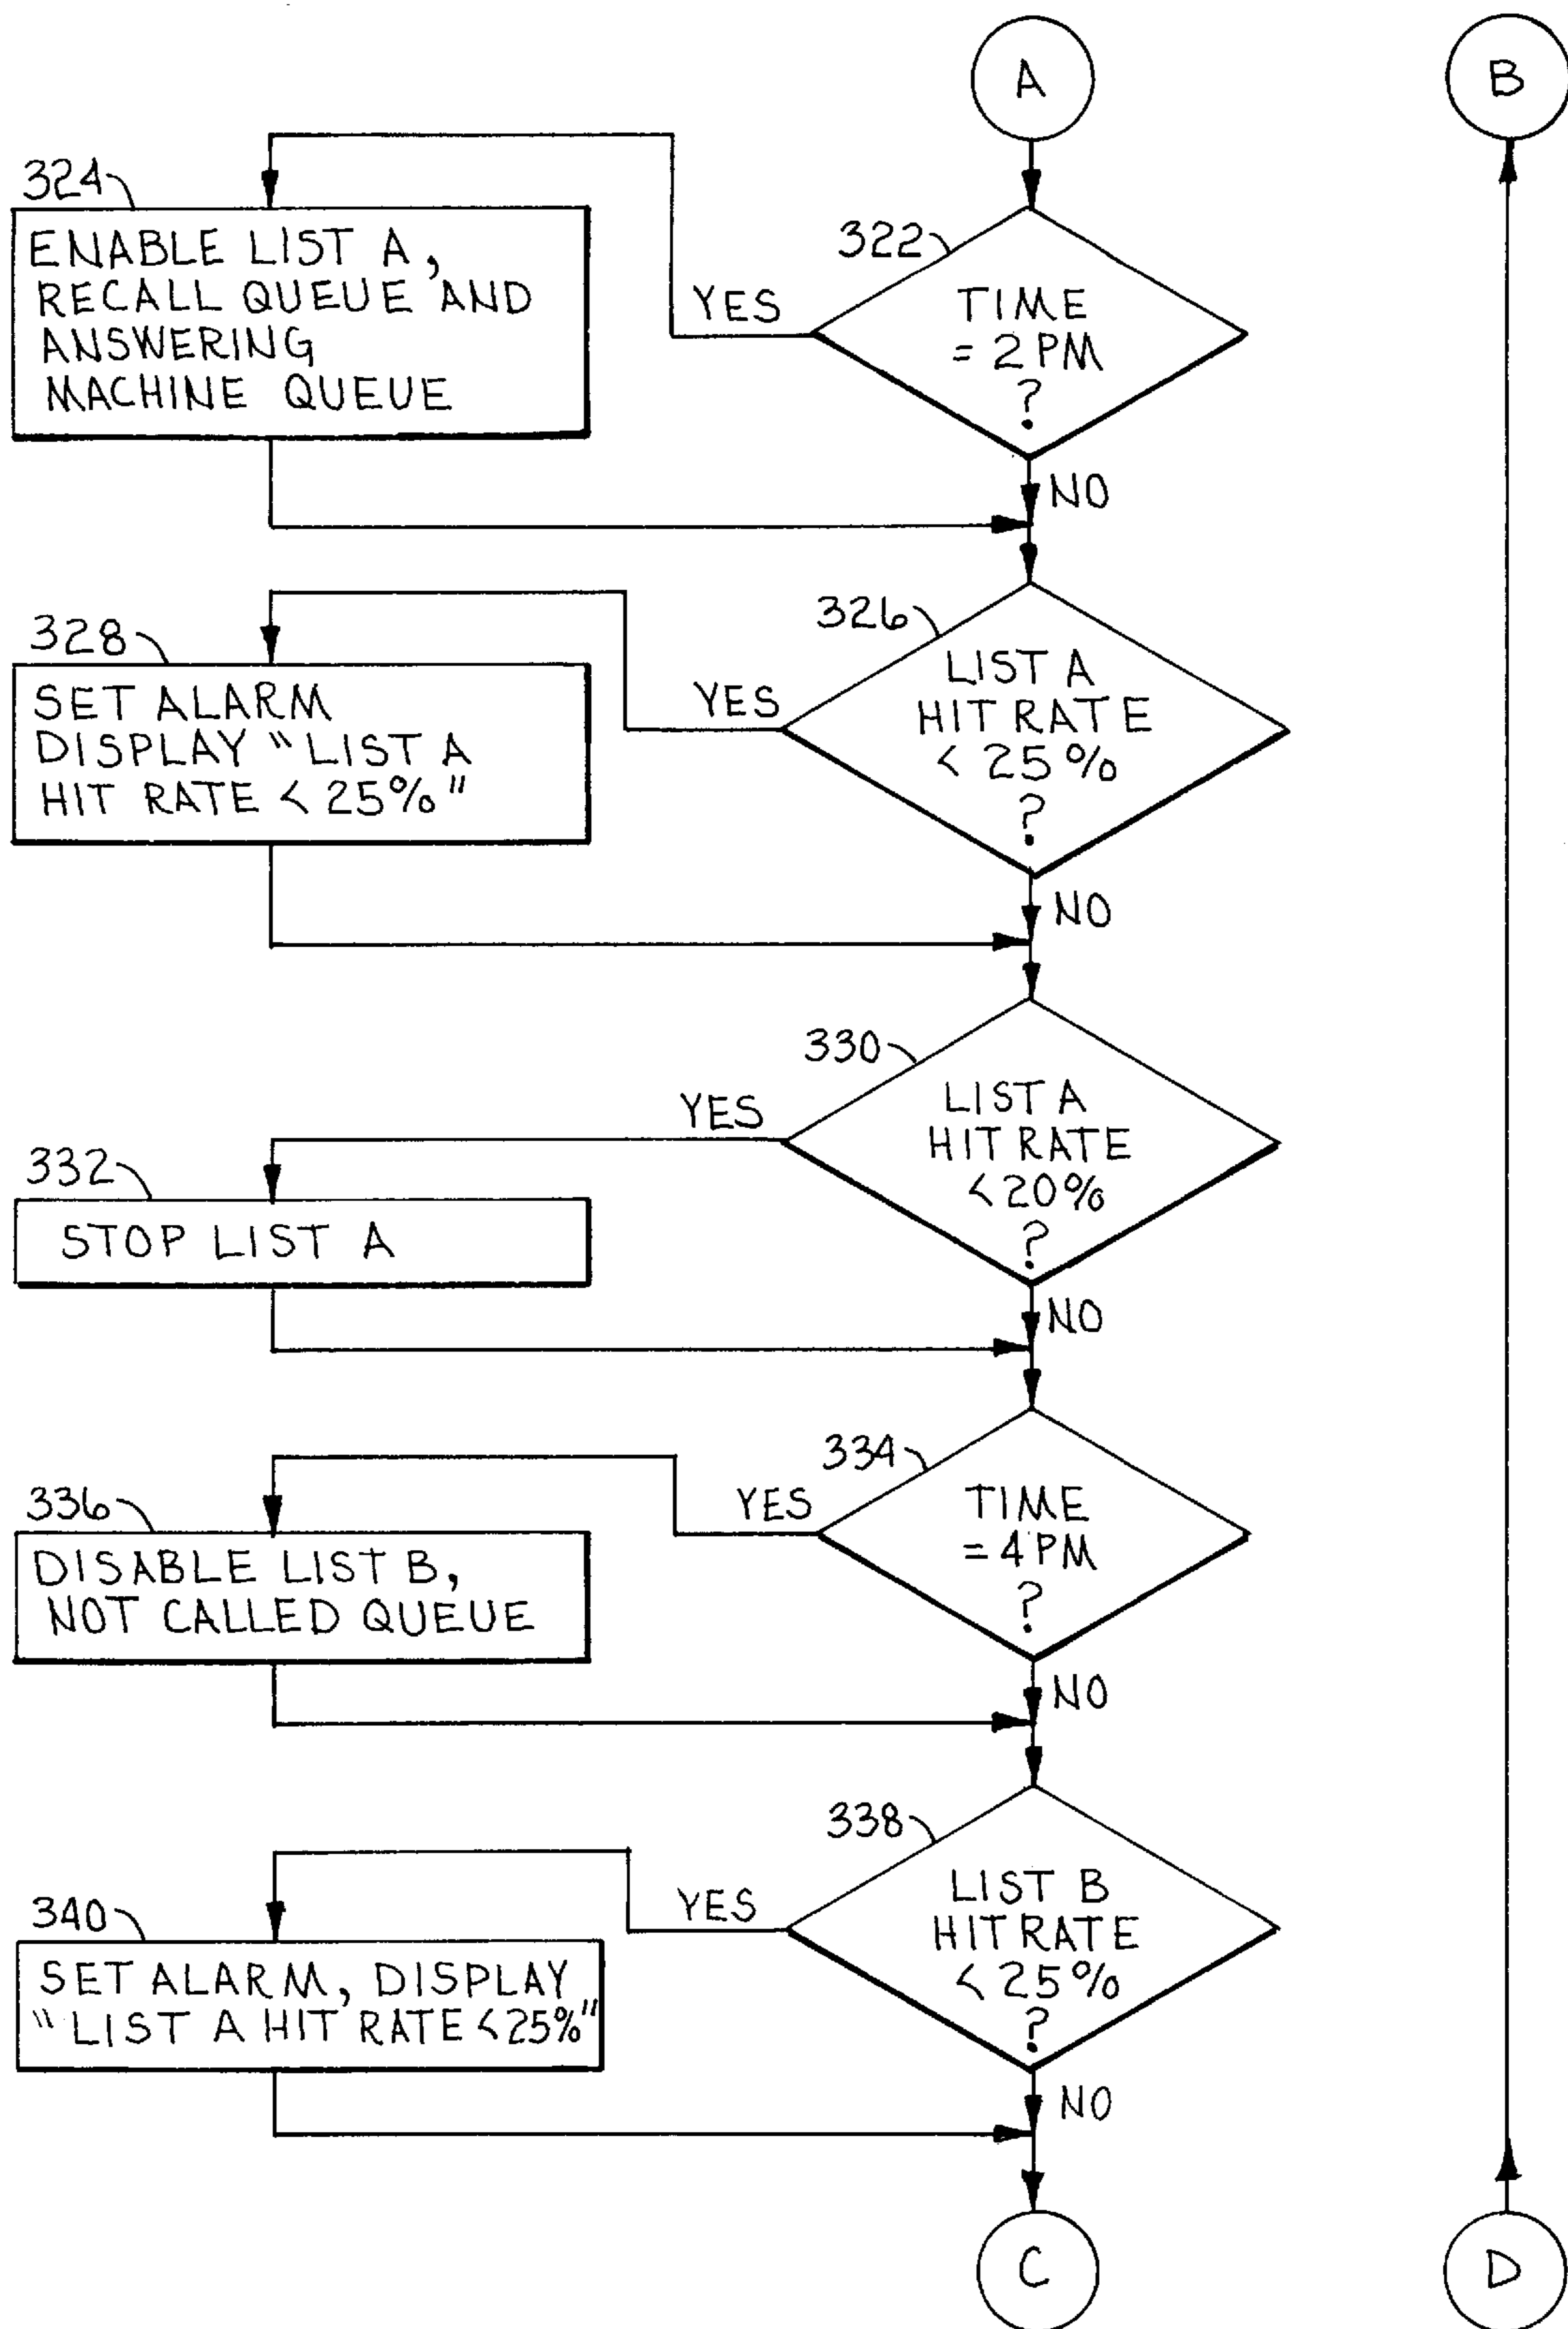 A
B
324
ENABLE LIST A,
RECALL QUEUE AND
ANSWERING
MACHINE QUEUE
322
YES
TIME
= 2 PM
?
NO
328
SET ALARM
DISPLAY "LIST A
HIT RATE < 25%"
326
YES
LIST A
HIT RATE
< 25%
?
NO
330
YES
LIST A
HIT RATE
< 20%
?
NO
332
STOP LIST A
334
YES
TIME
= 4 PM
?
NO
336
DISABLE LIST B,
NOT CALLED QUEUE
338
YES
LIST B
HIT RATE
< 25%
?
NO
340
SET ALARM, DISPLAY
"LIST A HIT RATE < 25%"
C
D